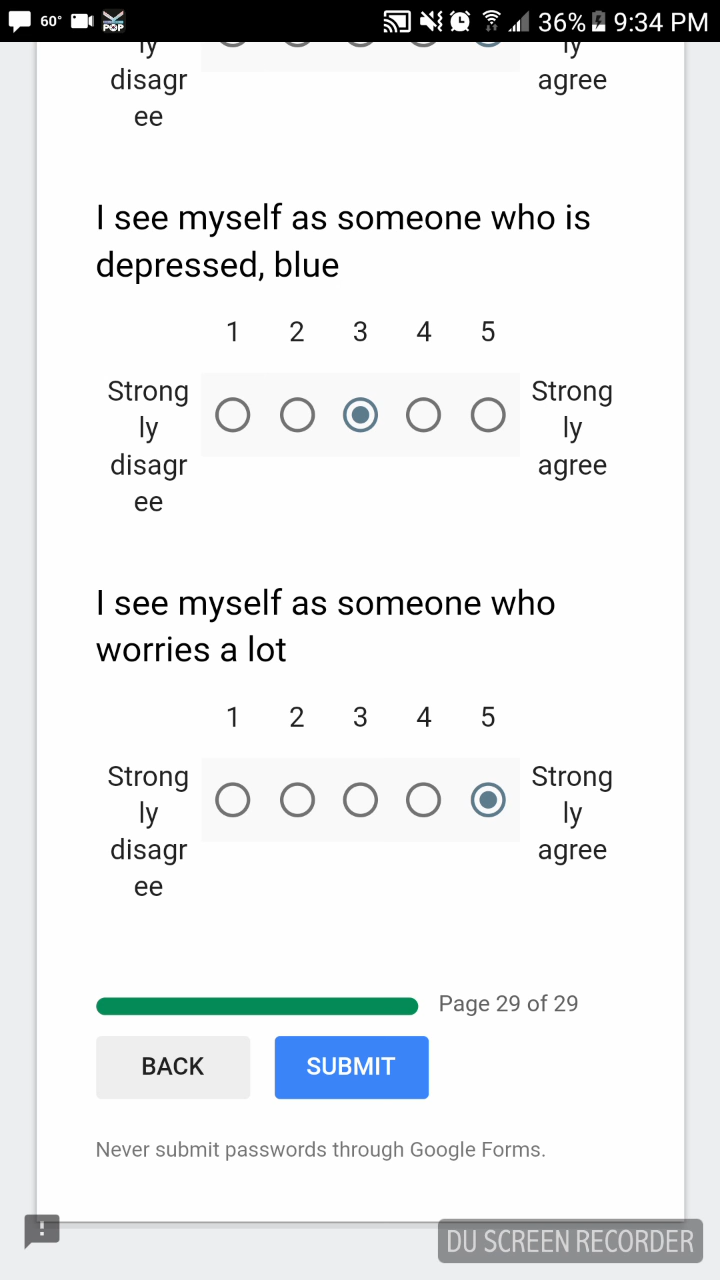 60° POP 36% 9:34 PM
ly ly
disagr agree
ee
I see myself as someone who is
depressed, blue
1 2 3 4 5
Strong Strong
ly ly
disagr agree
ee
I see myself as someone who
worries a lot
1 2 3 4 5
Strong Strong
ly ly
disagr agree
ee
Page 29 of 29
BACK SUBMIT
Never submit passwords through Google Forms.
DU SCREEN RECORDER